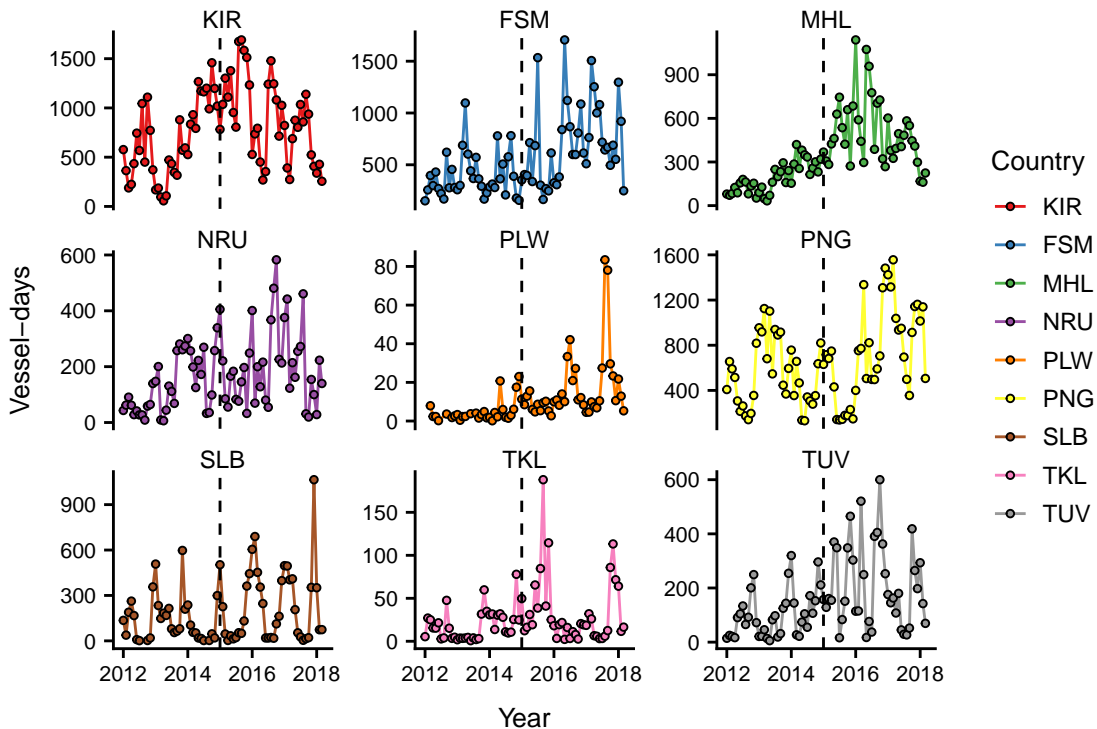 KIR FSM MHL
1500
1000
500
0
1500
1000
500
900
600
300
0
NRU PLW PNG
600
400
200
0
80
60
40
20
0
1600
1200
800
400
SLB TKL TUV
900
600
300
0
150
100
50
0
600
400
200
0
2012 2014 2016 2018
2012 2014 2016 2018
2012 2014 2016 2018
Vessel−days
Year
Country
KIR
FSM
MHL
NRU
PLW
PNG
SLB
TKL
TUV